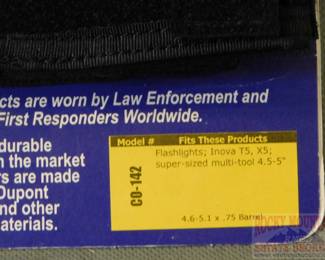 cts are worn by Law Enforcement and
First Responders Worldwide.
durable
n the market
rs are made
Dupont
nd other
aterials.
Model # Fits These Products
CO-142
Flashlights; Inova T5, X5;
super-sized multi-tool 4.5-5"
4.6-5.1 x .75 Barrel
ROCKY MOUNT